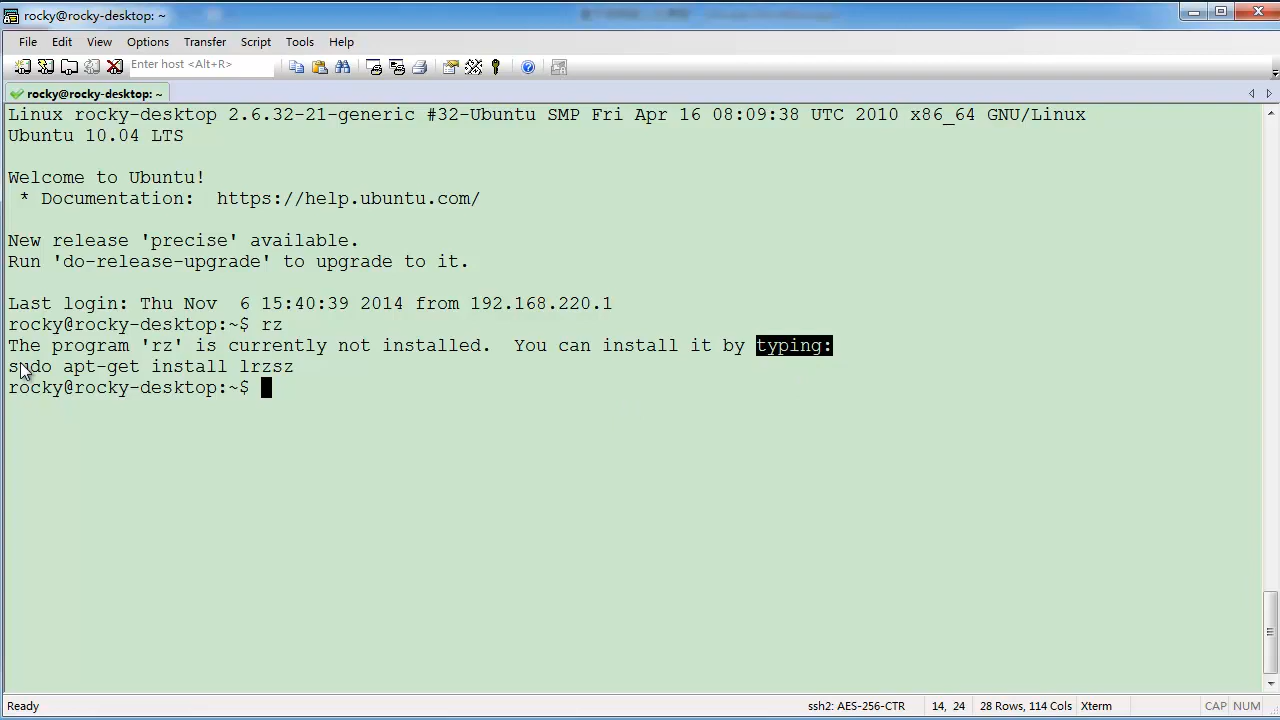 rocky@rocky-desktop: ~
File Edit View Options Transfer Script Tools Help
Enter host <Alt+R>
rocky@rocky-desktop: ~
Linux rocky-desktop 2.6.32-21-generic #32-Ubuntu SMP Fri Apr 16 08:09:38 UTC 2010 x86_64 GNU/Linux
Ubuntu 10.04 LTS
Welcome to Ubuntu!
* Documentation:  https://help.ubuntu.com/
New release 'precise' available.
Run 'do-release-upgrade' to upgrade to it.
Last login: Thu Nov  6 15:40:39 2014 from 192.168.220.1
rocky@rocky-desktop:~$ rz
The program 'rz' is currently not installed.  You can install it by typing:
sudo apt-get install lrzsz
rocky@rocky-desktop:~$
Ready ssh2: AES-256-CTR 14, 24 28 Rows, 114 Cols Xterm CAP NUM